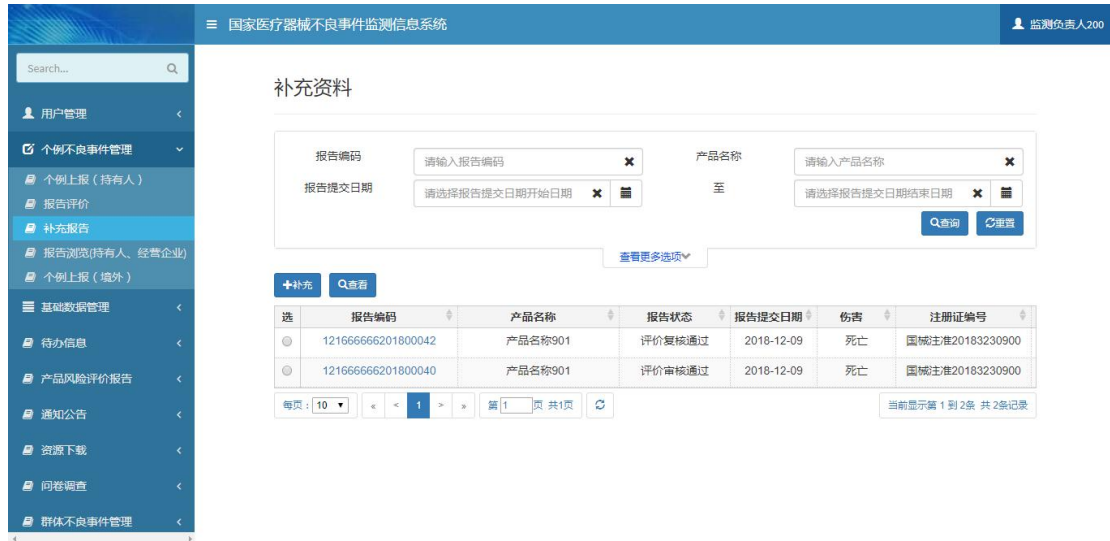 国家医疗器械不良事件监测信息系统 监测负责人200
Search...
用户管理
个例不良事件管理
个例上报（持有人）
报告评价
补充报告
报告浏览(持有人、经营企业)
个例上报（境外）
基础数据管理
待办信息
产品风险评价报告
通知公告
资源下载
问卷调查
群体不良事件管理
补充资料
报告编码 请输入报告编码 产品名称 请输入产品名称
报告提交日期 请选择报告提交日期开始日期 至 请选择报告提交日期结束日期
查询 重置
查看更多选项
补充 查看
选 报告编码 产品名称 报告状态 报告提交日期 伤害 注册证编号
121666666201800042 产品名称901 评价复核通过 2018-12-09 死亡 国械注准20183230900
121666666201800040 产品名称901 评价审核通过 2018-12-09 死亡 国械注准20183230900
每页：10 « < 1 > » 第 1 页 共1页 当前显示第 1 到 2条 共 2条记录